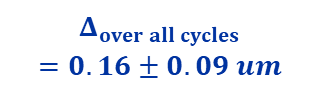 Δover all cycles
= 0.16 ± 0.09 um